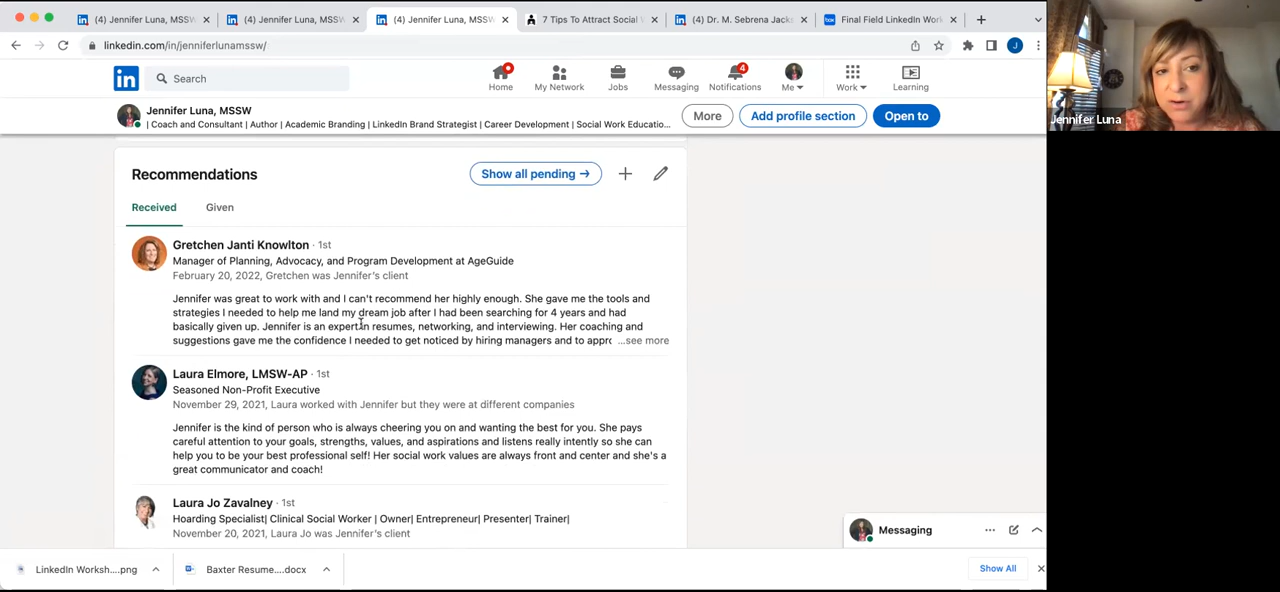 (4) Jennifer Luna, MSSW
(4) Jennifer Luna, MSSW
(4) Jennifer Luna, MSSW
7 Tips To Attract Social
(4) Dr. M. Sebrena Jacks
Final Field LinkedIn Work
linkedin.com/in/jenniferlunamssw/
J
Search
Home
My Network
Jobs
Messaging
4
Notifications
Me
Work
Learning
Jennifer Luna, MSSW
| Coach and Consultant | Author | Academic Branding | LinkedIn Brand Strategist | Career Development | Social Work Educatio...
More
Add profile section
Open to
Jennifer Luna
Recommendations
Show all pending →
Received
Given
Gretchen Janti Knowlton · 1st
Manager of Planning, Advocacy, and Program Development at AgeGuide
February 20, 2022, Gretchen was Jennifer's client
Jennifer was great to work with and I can't recommend her highly enough. She gave me the tools and
strategies I needed to help me land my dream job after I had been searching for 4 years and had
basically given up. Jennifer is an expert in resumes, networking, and interviewing. Her coaching and
suggestions gave me the confidence I needed to get noticed by hiring managers and to appro ...see more
Laura Elmore, LMSW-AP · 1st
Seasoned Non-Profit Executive
November 29, 2021, Laura worked with Jennifer but they were at different companies
Jennifer is the kind of person who is always cheering you on and wanting the best for you. She pays
careful attention to your goals, strengths, values, and aspirations and listens really intently so she can
help you to be your best professional self! Her social work values are always front and center and she's a
great communicator and coach!
Laura Jo Zavalney · 1st
Hoarding Specialist| Clinical Social Worker | Owner| Entrepreneur| Presenter| Trainer|
November 20, 2021, Laura Jo was Jennifer's client
Messaging
LinkedIn Worksh....png
Baxter Resume....docx
Show All